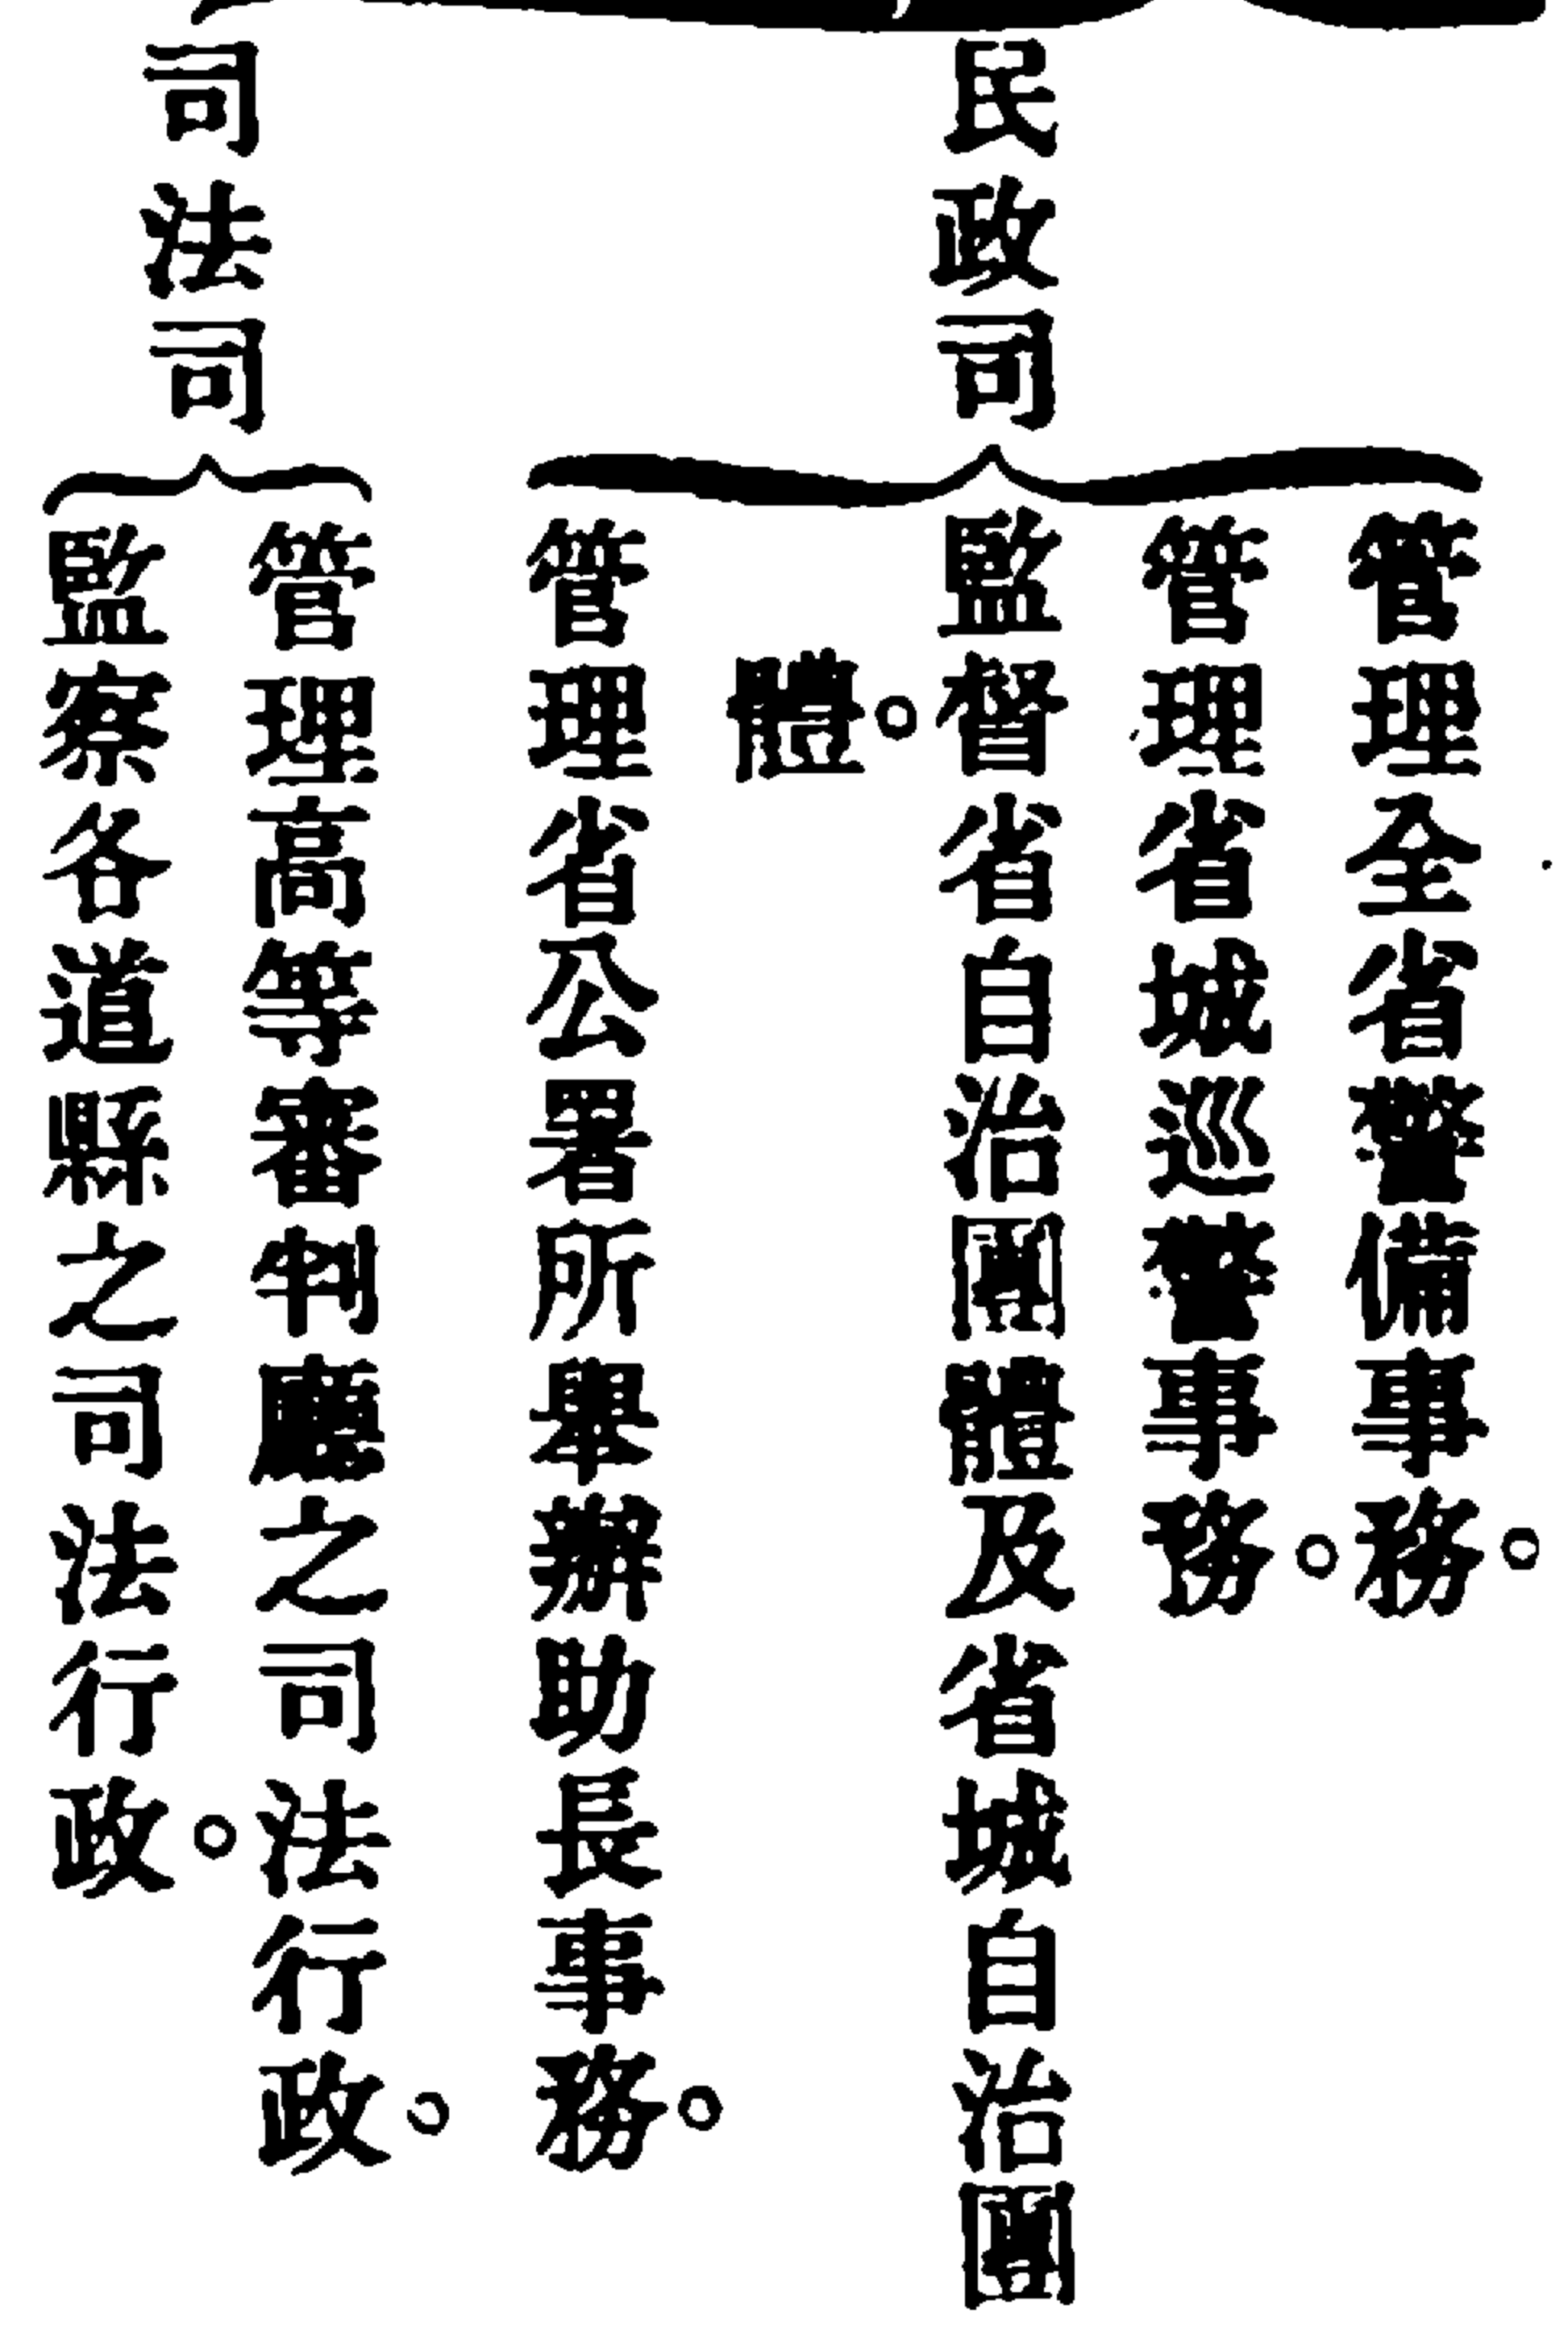 民政司
管理全省警備事務。
管理省城巡警事務。
監督省自治團體及省城自治團
體。
管理省公署所舉辦助長事務。
司法司
管理高等審判廳之司法行政。
監察各道縣之司法行政。